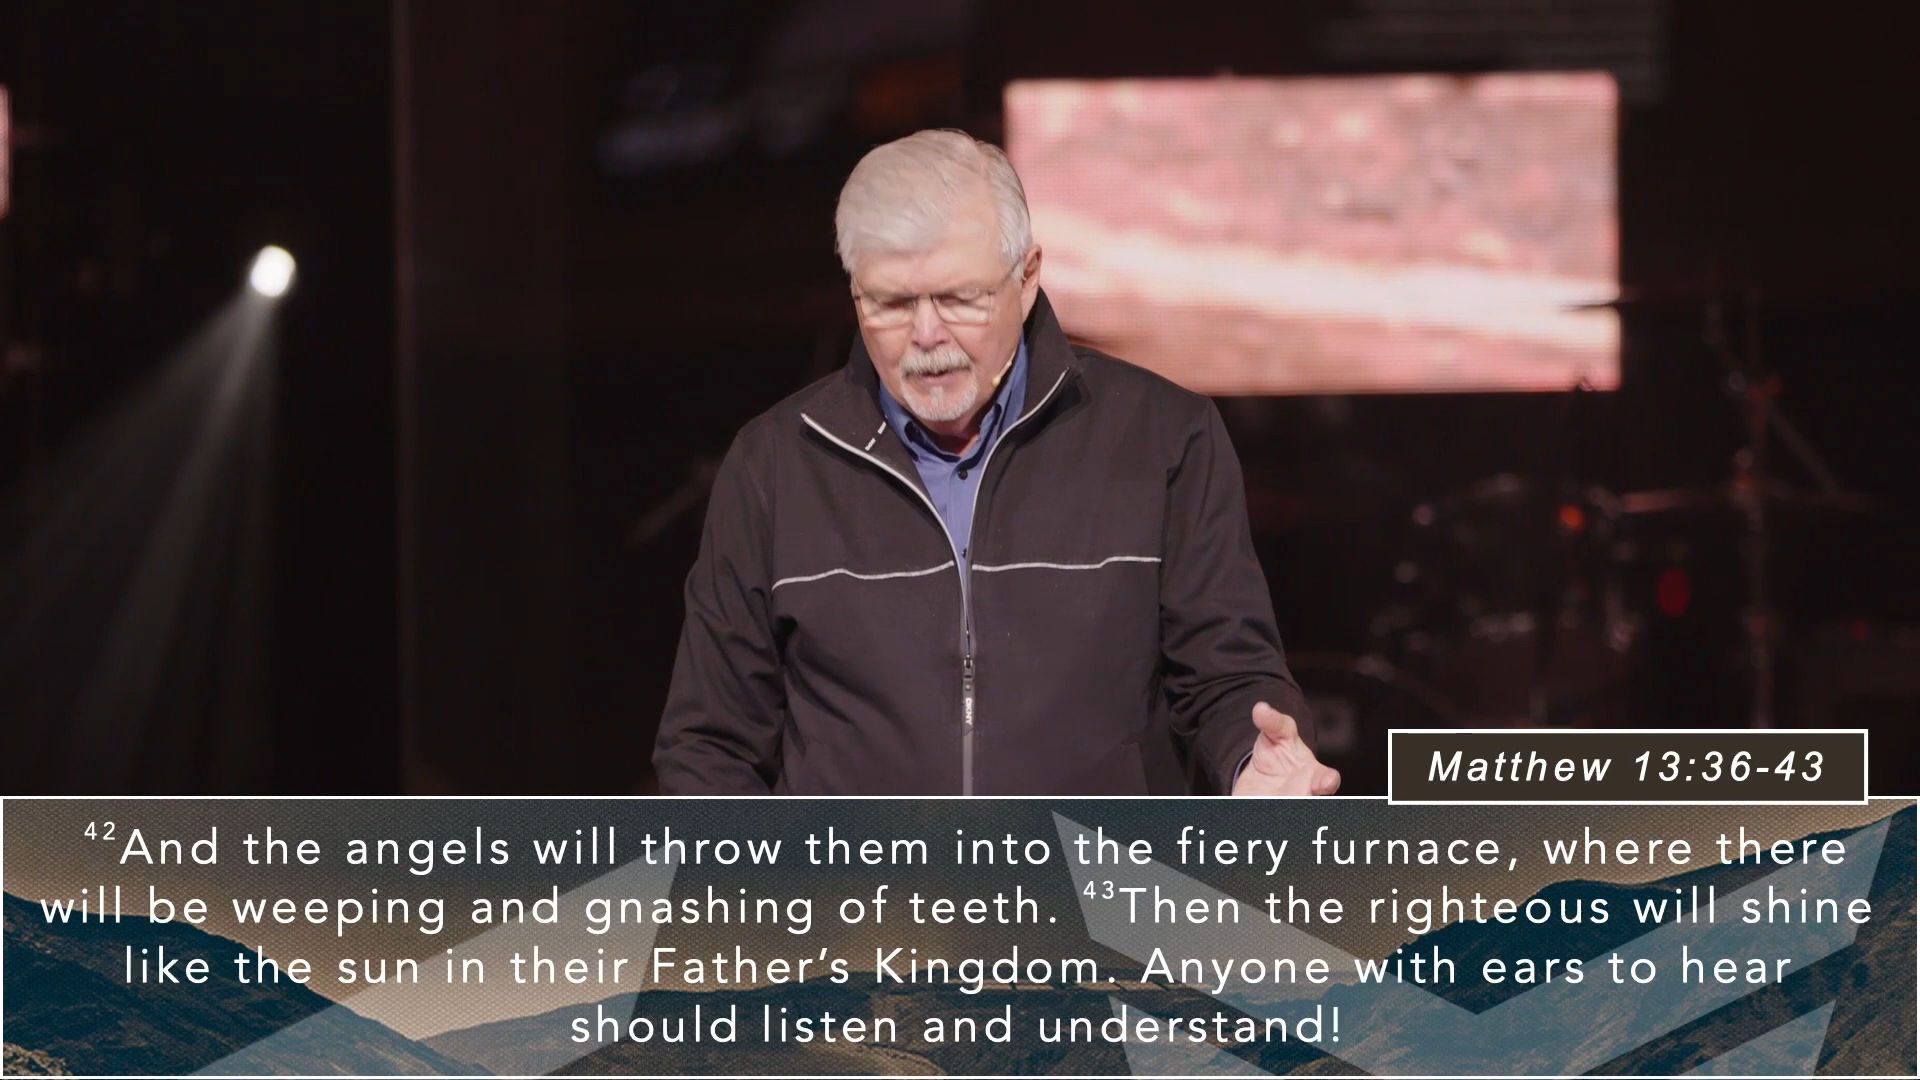 DKNY
Matthew 13:36-43
⁴²And the angels will throw them into the fiery furnace, where there
will be weeping and gnashing of teeth. ⁴³Then the righteous will shine
like the sun in their Father’s Kingdom. Anyone with ears to hear
should listen and understand!